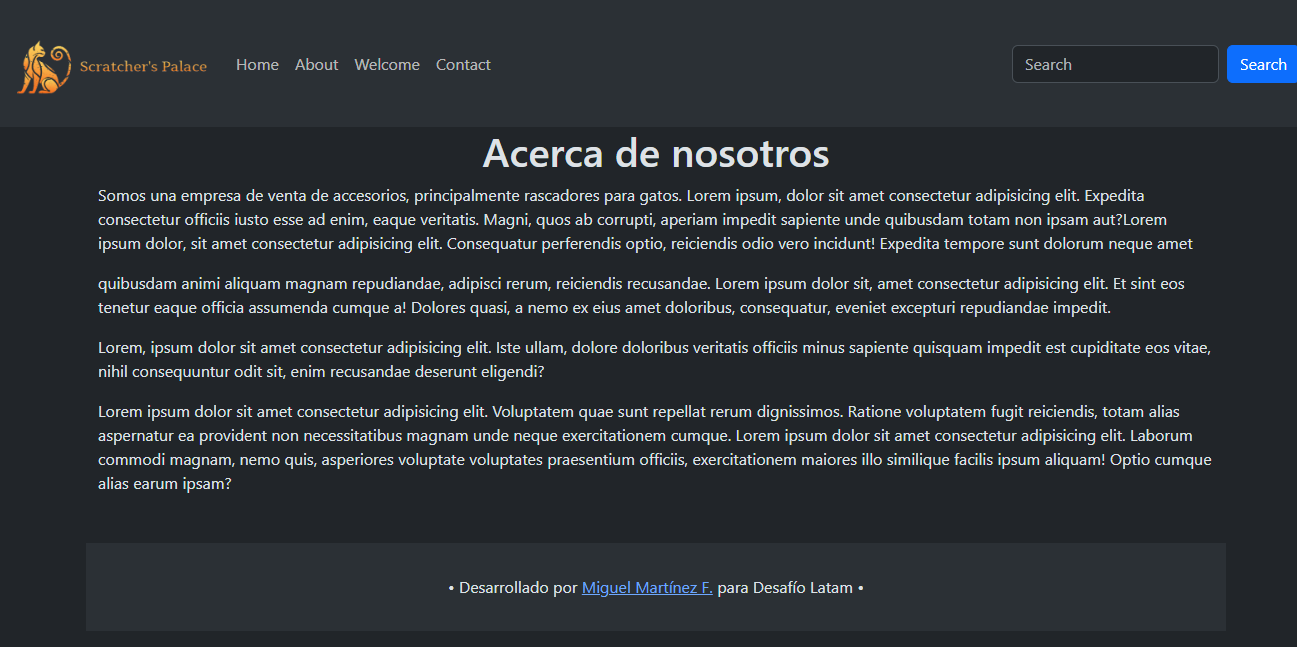 Scratcher's Palace Home About Welcome Contact Search Search
Acerca de nosotros
Somos una empresa de venta de accesorios, principalmente rascadores para gatos. Lorem ipsum, dolor sit amet consectetur adipisicing elit. Expedita
consectetur officiis iusto esse ad enim, eaque veritatis. Magni, quos ab corrupti, aperiam impedit sapiente unde quibusdam totam non ipsam aut?Lorem
ipsum dolor, sit amet consectetur adipisicing elit. Consequatur perferendis optio, reiciendis odio vero incidunt! Expedita tempore sunt dolorum neque amet
quibusdam animi aliquam magnam repudiandae, adipisci rerum, reiciendis recusandae. Lorem ipsum dolor sit, amet consectetur adipisicing elit. Et sint eos
tenetur eaque officia assumenda cumque a! Dolores quasi, a nemo ex eius amet doloribus, consequatur, eveniet excepturi repudiandae impedit.
Lorem, ipsum dolor sit amet consectetur adipisicing elit. Iste ullam, dolore doloribus veritatis officiis minus sapiente quisquam impedit est cupiditate eos vitae,
nihil consequuntur odit sit, enim recusandae deserunt eligendi?
Lorem ipsum dolor sit amet consectetur adipisicing elit. Voluptatem quae sunt repellat rerum dignissimos. Ratione voluptatem fugit reiciendis, totam alias
aspernatur ea provident non necessitatibus magnam unde neque exercitationem cumque. Lorem ipsum dolor sit amet consectetur adipisicing elit. Laborum
commodi magnam, nemo quis, asperiores voluptate voluptates praesentium officiis, exercitationem maiores illo similique facilis ipsum aliquam! Optio cumque
alias earum ipsam?
• Desarrollado por Miguel Martínez F. para Desafío Latam •